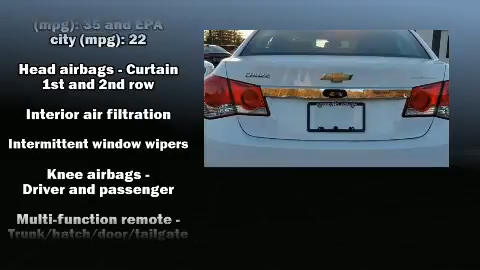 (mpg): 35 and EPA
city (mpg): 22
Head airbags - Curtain
1st and 2nd row
Interior air filtration
Intermittent window wipers
Knee airbags -
Driver and passenger
Multi-function remote -
Trunk/hatch/door/tailgate
CRUZE